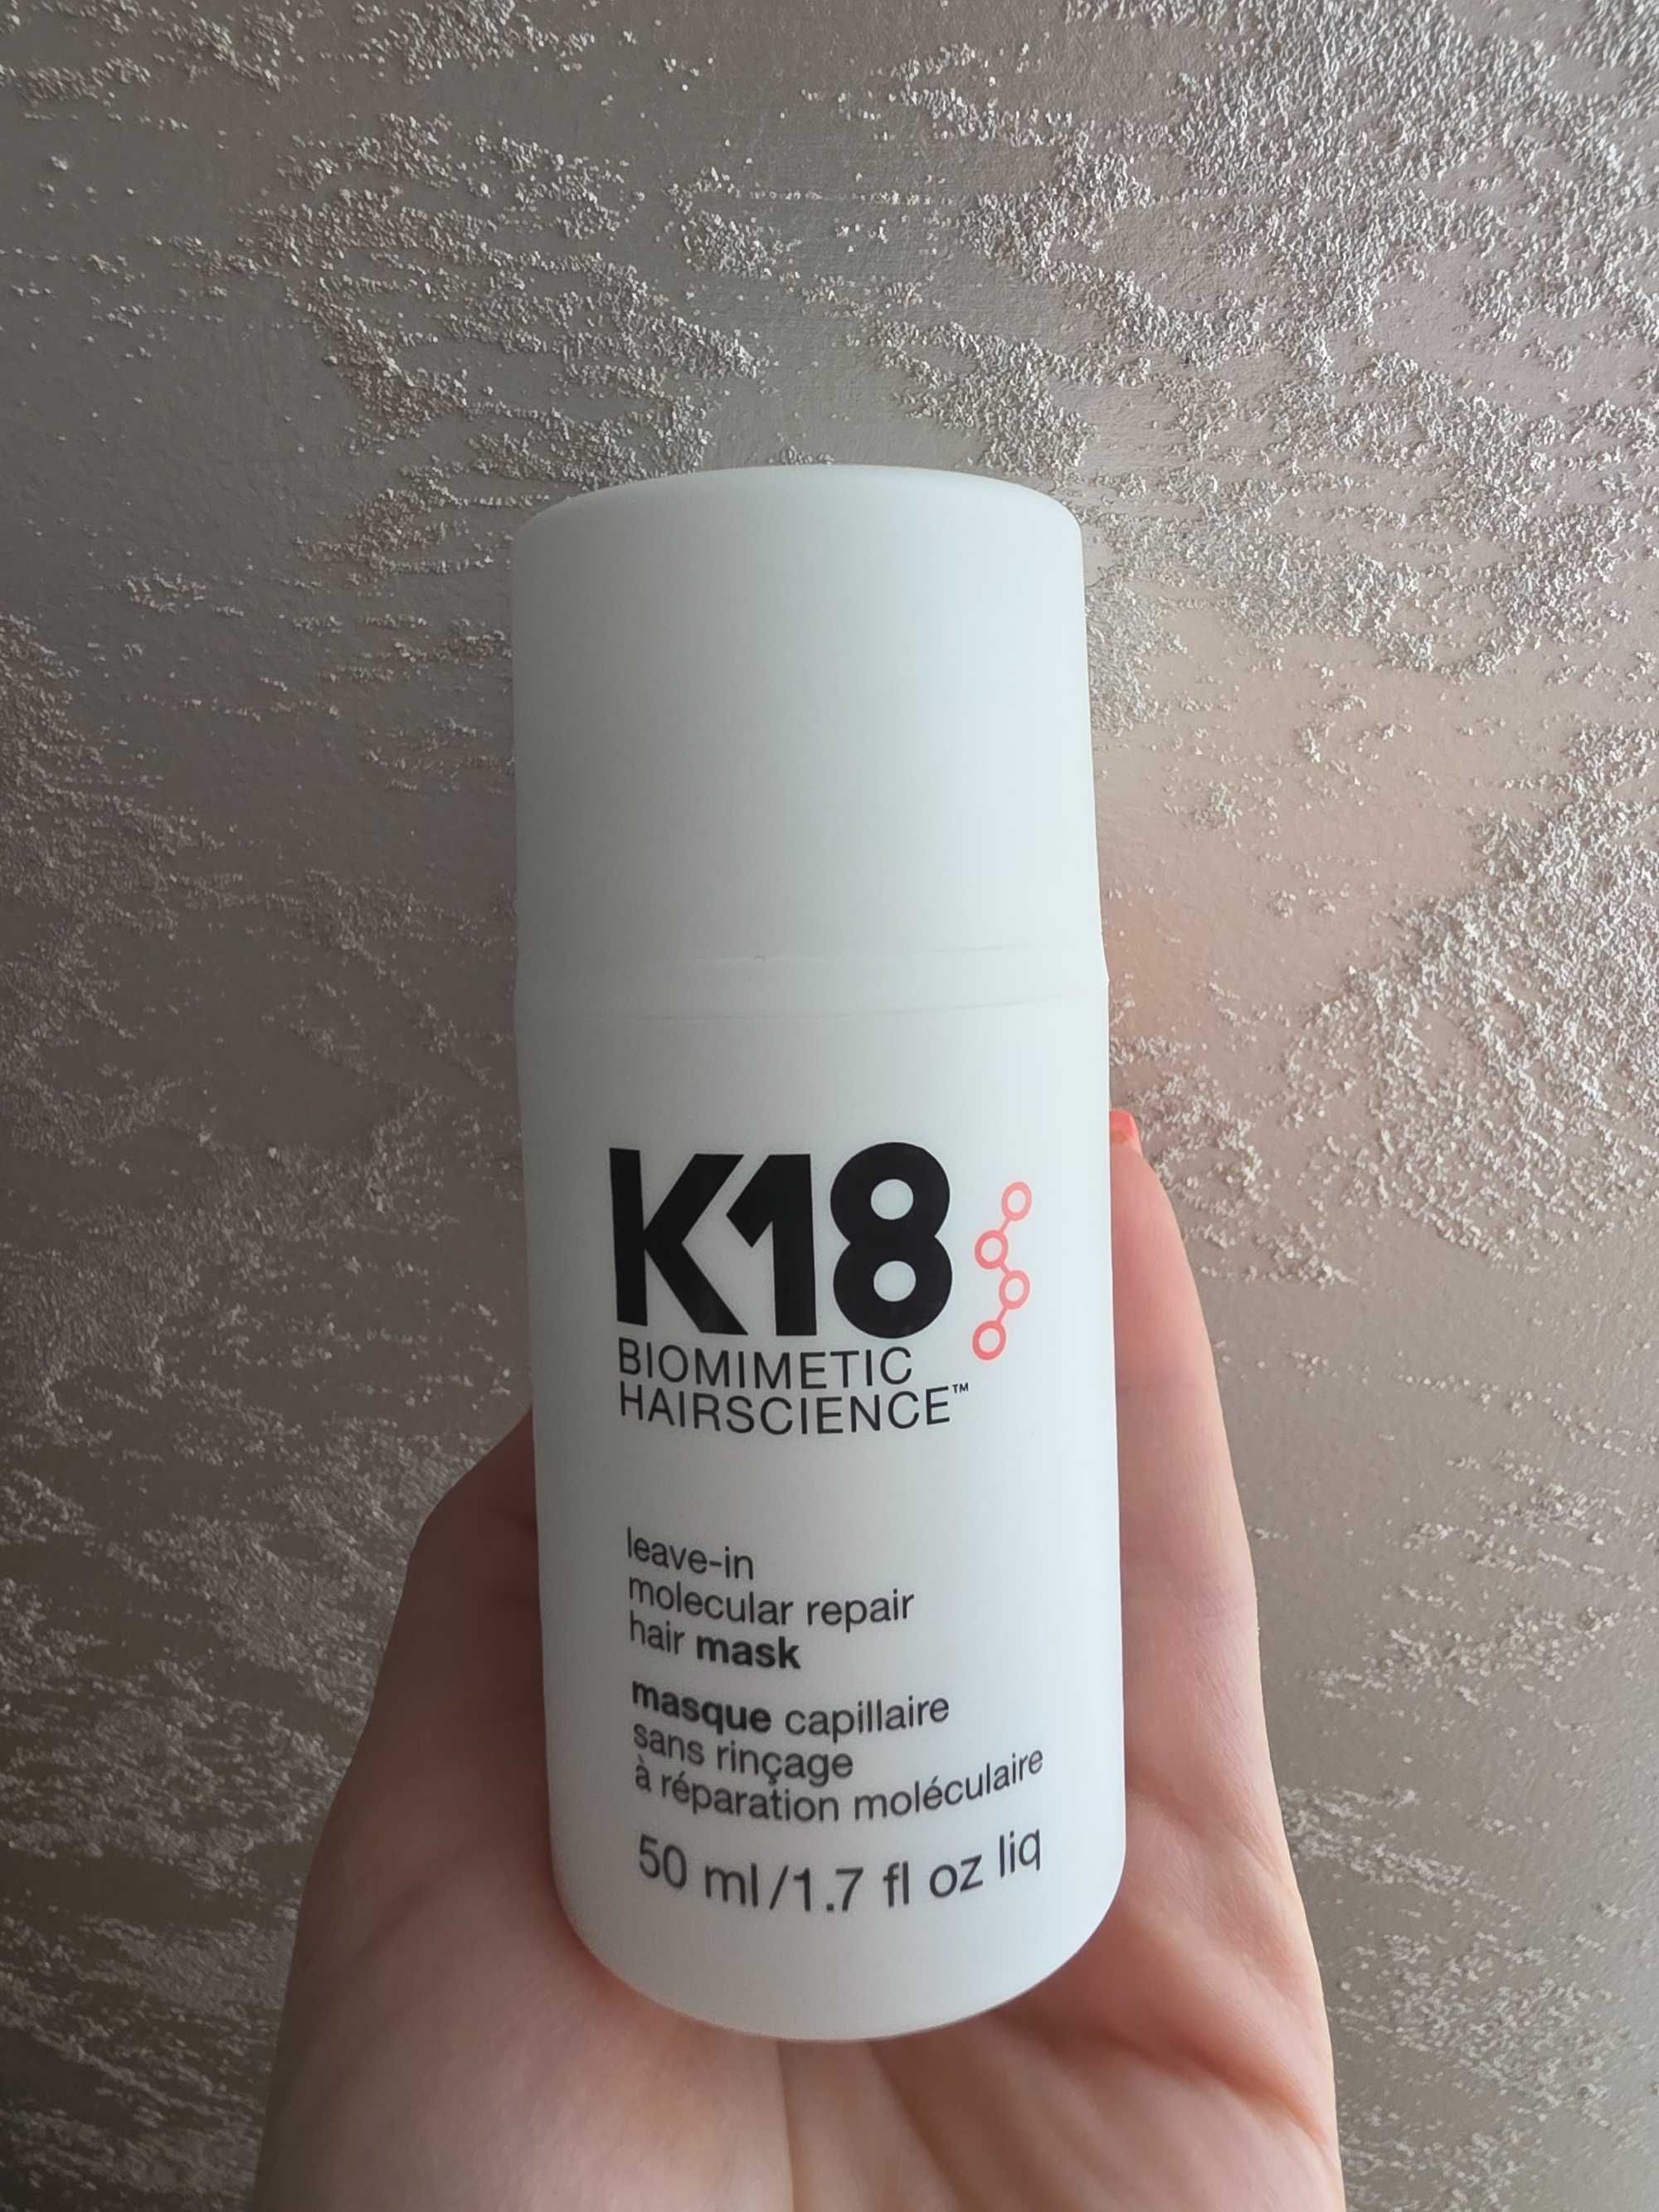 K18
BIOMIMETIC
HAIRSCIENCE™
leave-in
molecular repair
hair mask
masque capillaire
sans rinçage
à réparation moléculaire
50 ml/1.7 fl oz liq